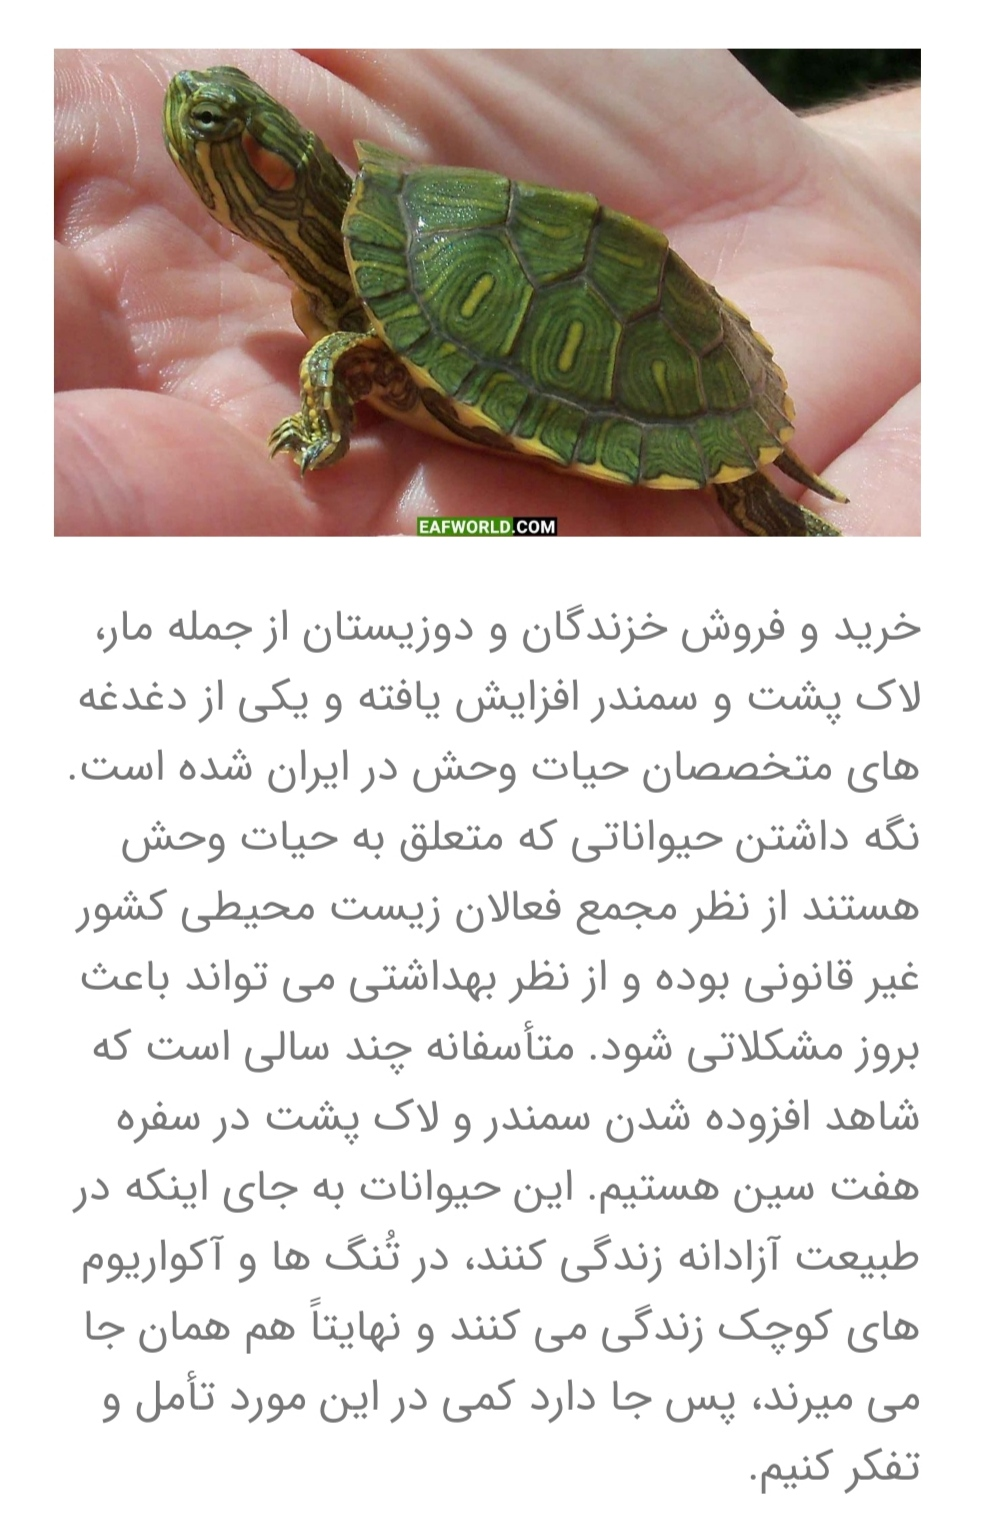 EAFWORLD.COM
خرید و فروش خزندگان و دوزیستان از جمله مار،
لاک پشت و سمندر افزایش یافته و یکی از دغدغه
های متخصصان حیات وحش در ایران شده است.
نگه داشتن حیواناتی که متعلق به حیات وحش
هستند از نظر مجمع فعالان زیست محیطی کشور
غیر قانونی بوده و از نظر بهداشتی می تواند باعث
بروز مشکلاتی شود. متأسفانه چند سالی است که
شاهد افزوده شدن سمندر و لاک پشت در سفره
هفت سین هستیم. این حیوانات به جای اینکه در
طبیعت آزادانه زندگی کنند، در تُنگ ها و آکواریوم
های کوچک زندگی می کنند و نهایتاً هم همان جا
می میرند، پس جا دارد کمی در این مورد تأمل و
تفکر کنیم.